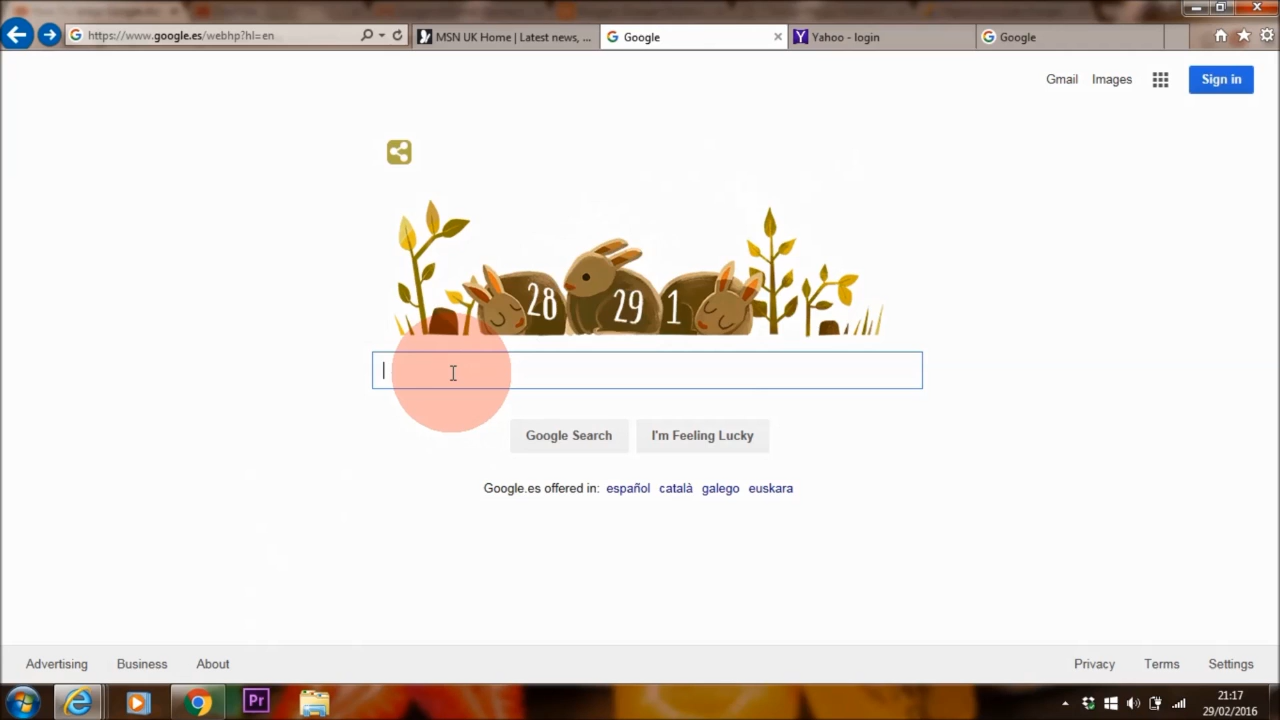 https://www.google.es/webhp?hl=en
MSN UK Home | Latest news, ...
Google
Yahoo - login
Google
Gmail
Images
Sign in
28
29
1
Google Search
I'm Feeling Lucky
Google.es offered in: español català galego euskara
Advertising
Business
About
Privacy
Terms
Settings
Pr
21:17
29/02/2016